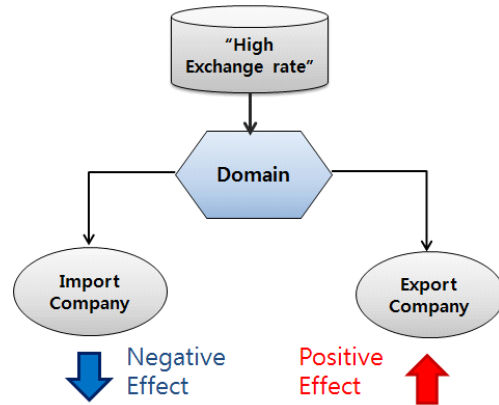 “High
Exchange rate”
Domain
Import
Company
Export
Company
Negative
Effect
Positive
Effect